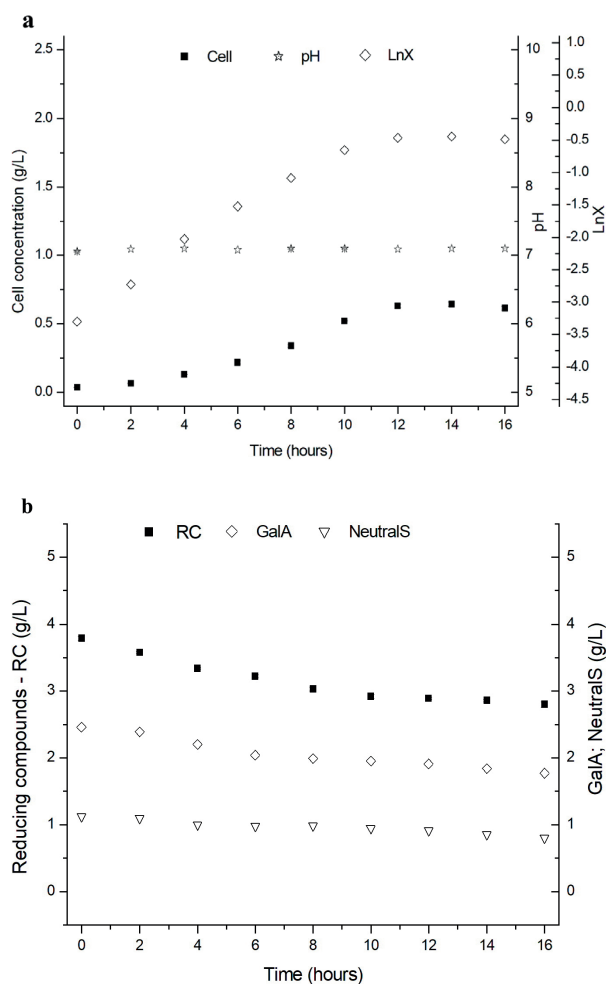 a
Cell pH LnX
Cell concentration (g/L)
2.5
2.0
1.5
1.0
0.5
0.0
10
9
8
7
6
5
pH
1.0
0.5
0.0
-0.5
-1.0
-1.5
-2.0
-2.5
-3.0
-3.5
-4.0
-4.5
LnX
0 2 4 6 8 10 12 14 16
Time (hours)
b
RC GalA NeutralS
Reducing compounds - RC (g/L)
5
4
3
2
1
0
5
4
3
2
1
0
GalA; NeutralS (g/L)
0 2 4 6 8 10 12 14 16
Time (hours)